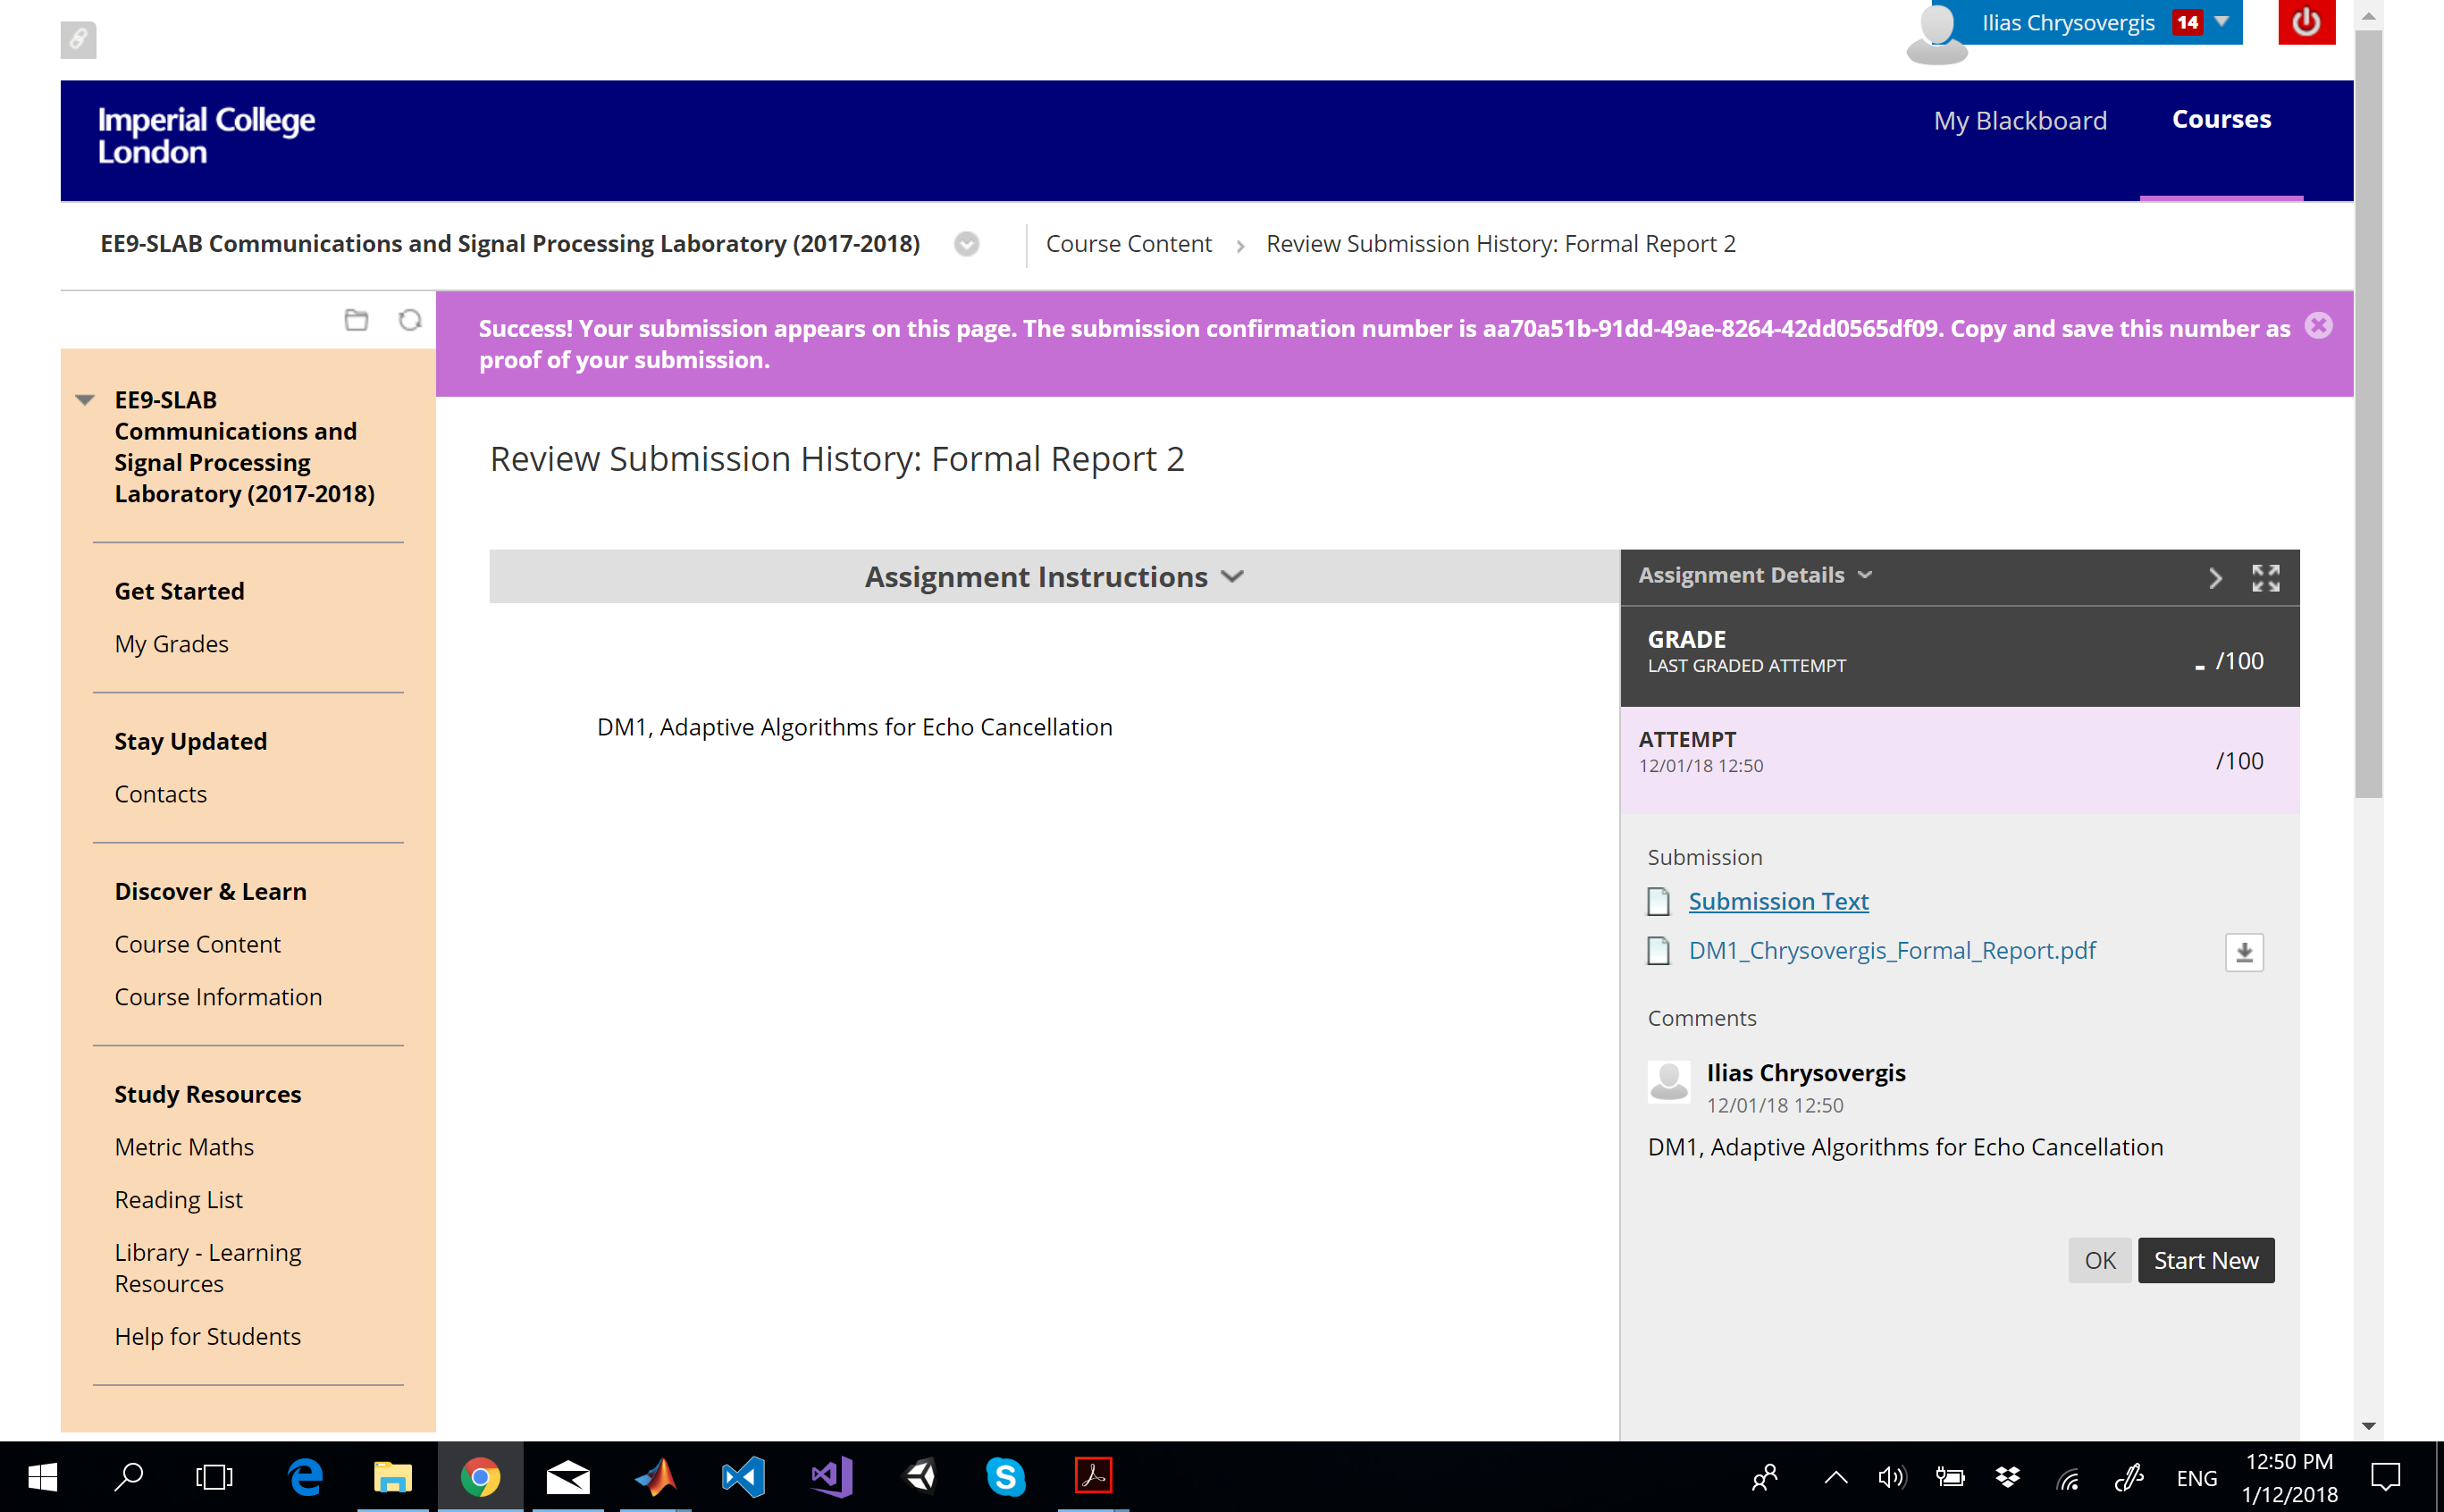 Ilias Chrysovergis 14
Imperial College
London
My Blackboard
Courses
EE9-SLAB Communications and Signal Processing Laboratory (2017-2018)
Course Content
Review Submission History: Formal Report 2
Success! Your submission appears on this page. The submission confirmation number is aa70a51b-91dd-49ae-8264-42dd0565df09. Copy and save this number as
proof of your submission.
EE9-SLAB
Communications and
Signal Processing
Laboratory (2017-2018)
Get Started
My Grades
Stay Updated
Contacts
Discover & Learn
Course Content
Course Information
Study Resources
Metric Maths
Reading List
Library - Learning
Resources
Help for Students
Review Submission History: Formal Report 2
Assignment Instructions
DM1, Adaptive Algorithms for Echo Cancellation
Assignment Details
GRADE
LAST GRADED ATTEMPT
- /100
ATTEMPT
12/01/18 12:50
/100
Submission
Submission Text
DM1_Chrysovergis_Formal_Report.pdf
Comments
Ilias Chrysovergis
12/01/18 12:50
DM1, Adaptive Algorithms for Echo Cancellation
OK
Start New
ENG
12:50 PM
1/12/2018